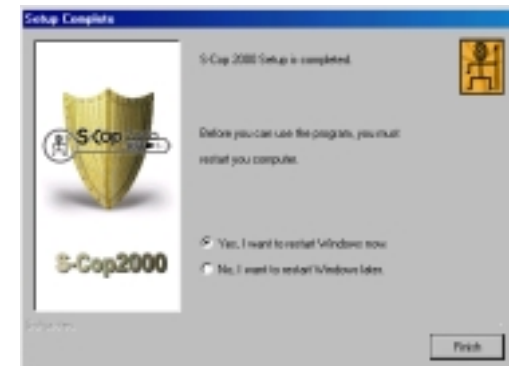 Setup Complete
S-Cop 2000 Setup is completed.
Before you can use the program, you must
restart you computer.
S-Cop
S-Cop2000
Yes, I want to restart Windows now.
No, I want to restart Windows later.
Finish